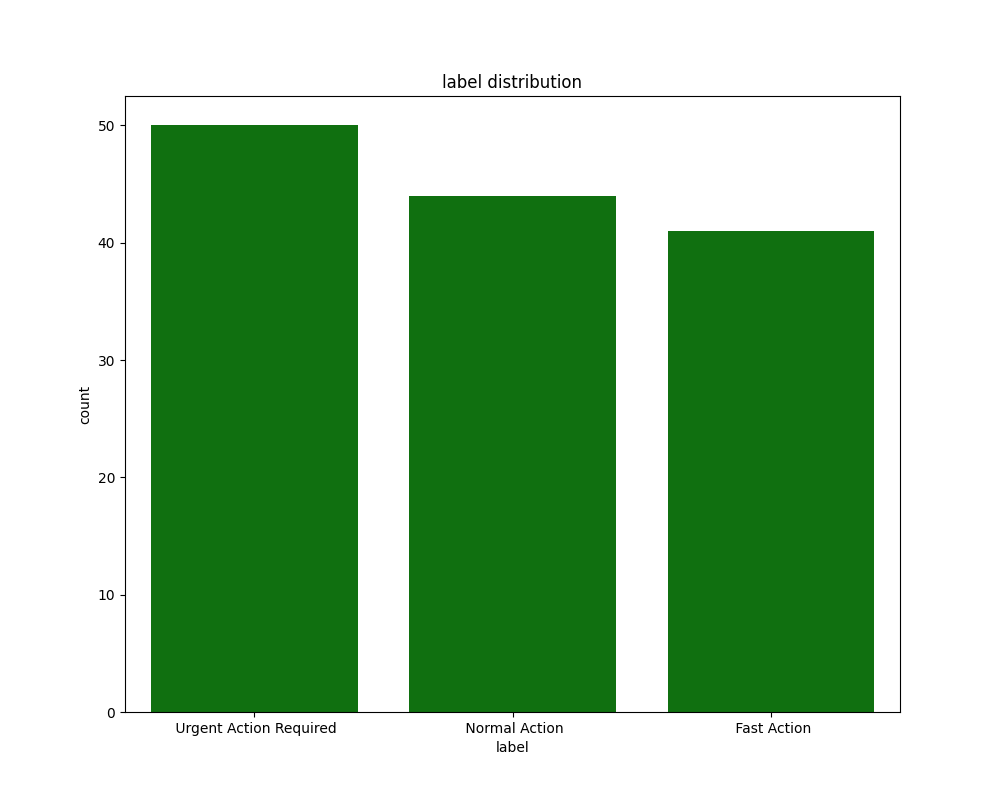 label distribution
50
40
30
20
10
0
count
Urgent Action Required
Normal Action
Fast Action
label